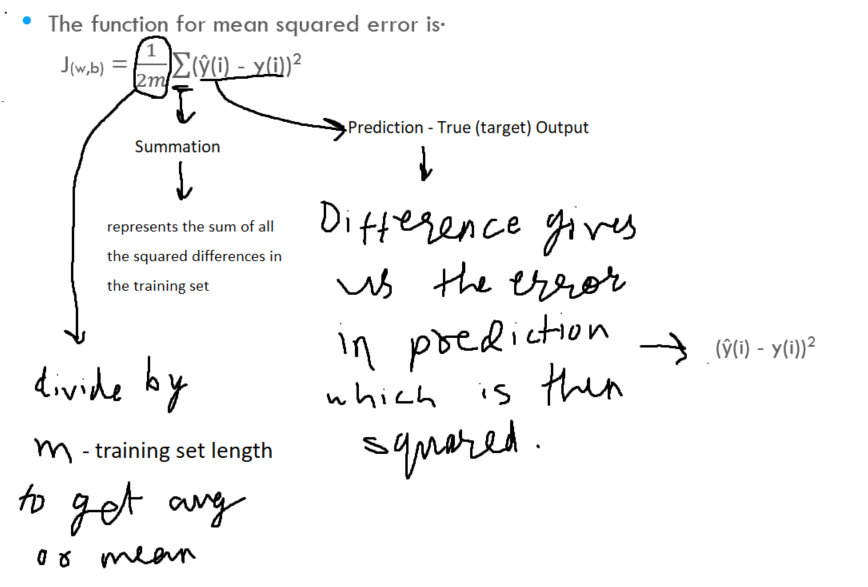 • The function for mean squared error is-
J(w,b) = 1/2m ∑(ŷ(i) - y(i))²
Prediction - True (target) Output
Summation
represents the sum of all
the squared differences in
the training set
Difference gives
us the error
in prediction
which is then
squared.
(ŷ(i) - y(i))²
divide by
m - training set length
to get avg
or mean